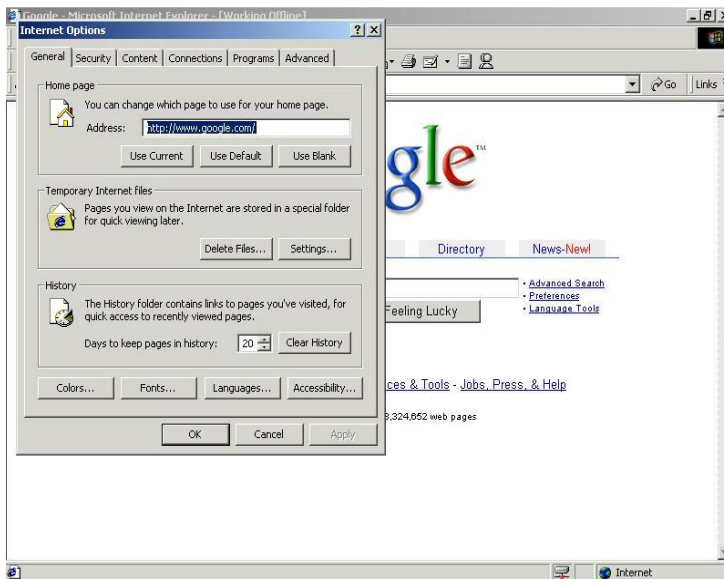 Google - Microsoft Internet Explorer - [Working Offline]
Internet Options
General Security Content Connections Programs Advanced
Home page
You can change which page to use for your home page.
Address: http://www.google.com/
Use Current Use Default Use Blank
Temporary Internet files
Pages you view on the Internet are stored in a special folder
for quick viewing later.
Delete Files... Settings...
History
The History folder contains links to pages you've visited, for
quick access to recently viewed pages.
Days to keep pages in history: 20 Clear History
Colors... Fonts... Languages... Accessibility...
OK Cancel Apply
Go Links
gle™
Directory News-New!
· Advanced Search
· Preferences
· Language Tools
Feeling Lucky
ces & Tools - Jobs, Press, & Help
3,324,652 web pages
Internet